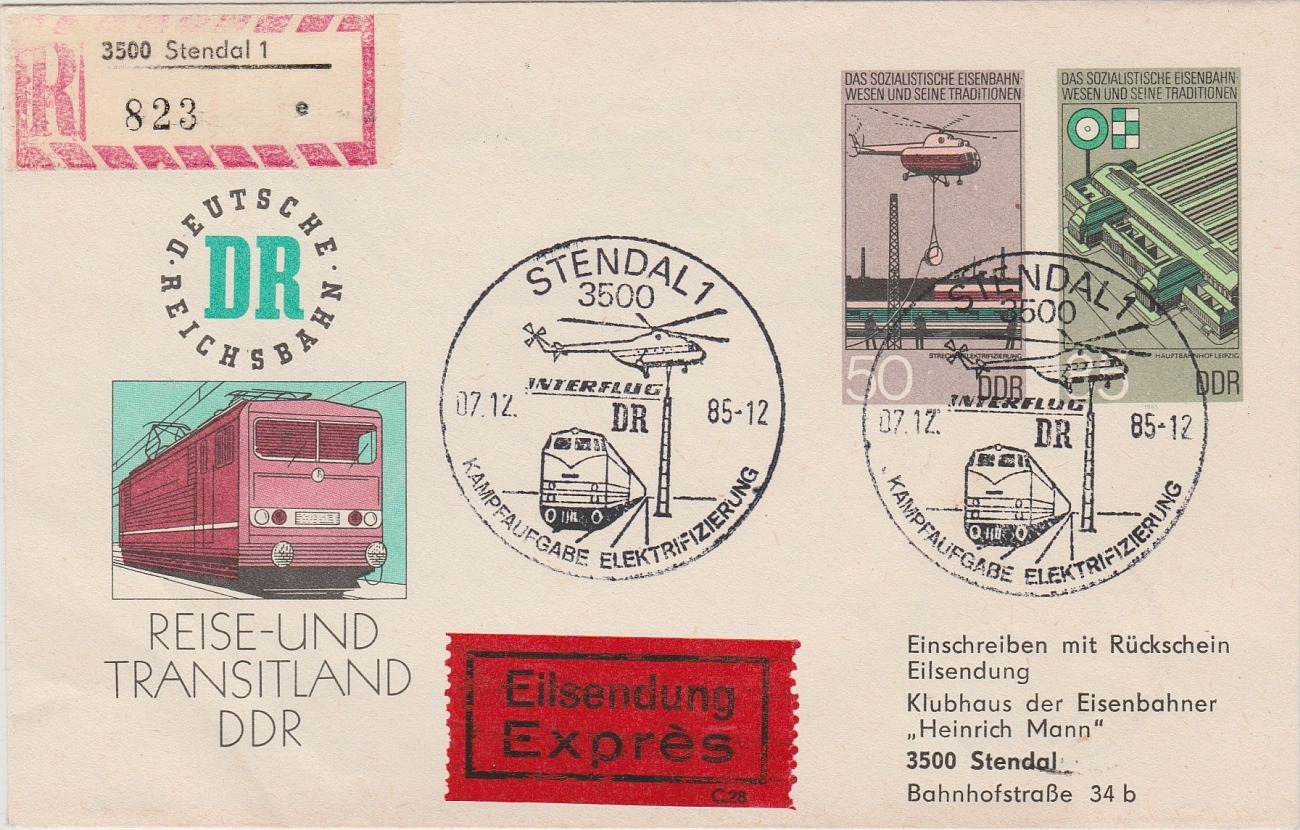 R
3500 Stendal 1
823
e
· DEUTSCHE ·
REICHSBAHN
DR
REISE-UND
TRANSITLAND
DDR
STENDAL 1
3500
INTERFLUG
DR
07.12.
85-12
KAMPFAUFGABE ELEKTRIFIZIERUNG
DAS SOZIALISTISCHE EISENBAHN-
WESEN UND SEINE TRADITIONEN
STRECKENELEKTRIFIZIERUNG
50
DDR
DAS SOZIALISTISCHE EISENBAHN-
WESEN UND SEINE TRADITIONEN
HAUPTBAHNHOF LEIPZIG
DDR
STENDAL 1
3500
INTERFLUG
DR
07.12.
85-12
KAMPFAUFGABE ELEKTRIFIZIERUNG
Eilsendung
Exprès
C 28
Einschreiben mit Rückschein
Eilsendung
Klubhaus der Eisenbahner
„Heinrich Mann“
3500 Stendal
Bahnhofstraße 34 b